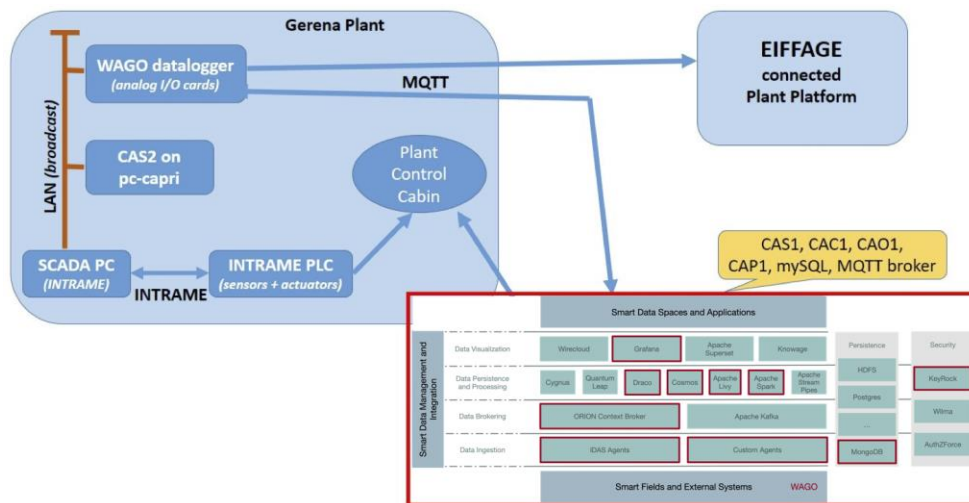 Gerena Plant
WAGO datalogger
(analog I/O cards)
MQTT
EIFFAGE
connected
Plant Platform
LAN (broadcast)
CAS2 on
pc-capri
Plant
Control
Cabin
SCADA PC
(INTRAME)
INTRAME
INTRAME PLC
(sensors + actuators)
CAS1, CAC1, CAO1,
CAP1, mySQL, MQTT broker
Smart Data Spaces and Applications
Smart Data Management and
Integration
Data Visualization
Wirecloud
Grafana
Apache
Superset
Knowage
Data Persistence
and Processing
Cygnus
Quantum
Leap
Draco
Cosmos
Apache
Livy
Apache
Spark
Apache
Stream
Pipes
Data Brokering
ORION Context Broker
Apache Kafka
Data Ingestion
IDAS Agents
Custom Agents
Persistence
HDFS
Postgres
...
MongoDB
Security
KeyRock
Wilma
AuthZForce
Smart Fields and External Systems
WAGO